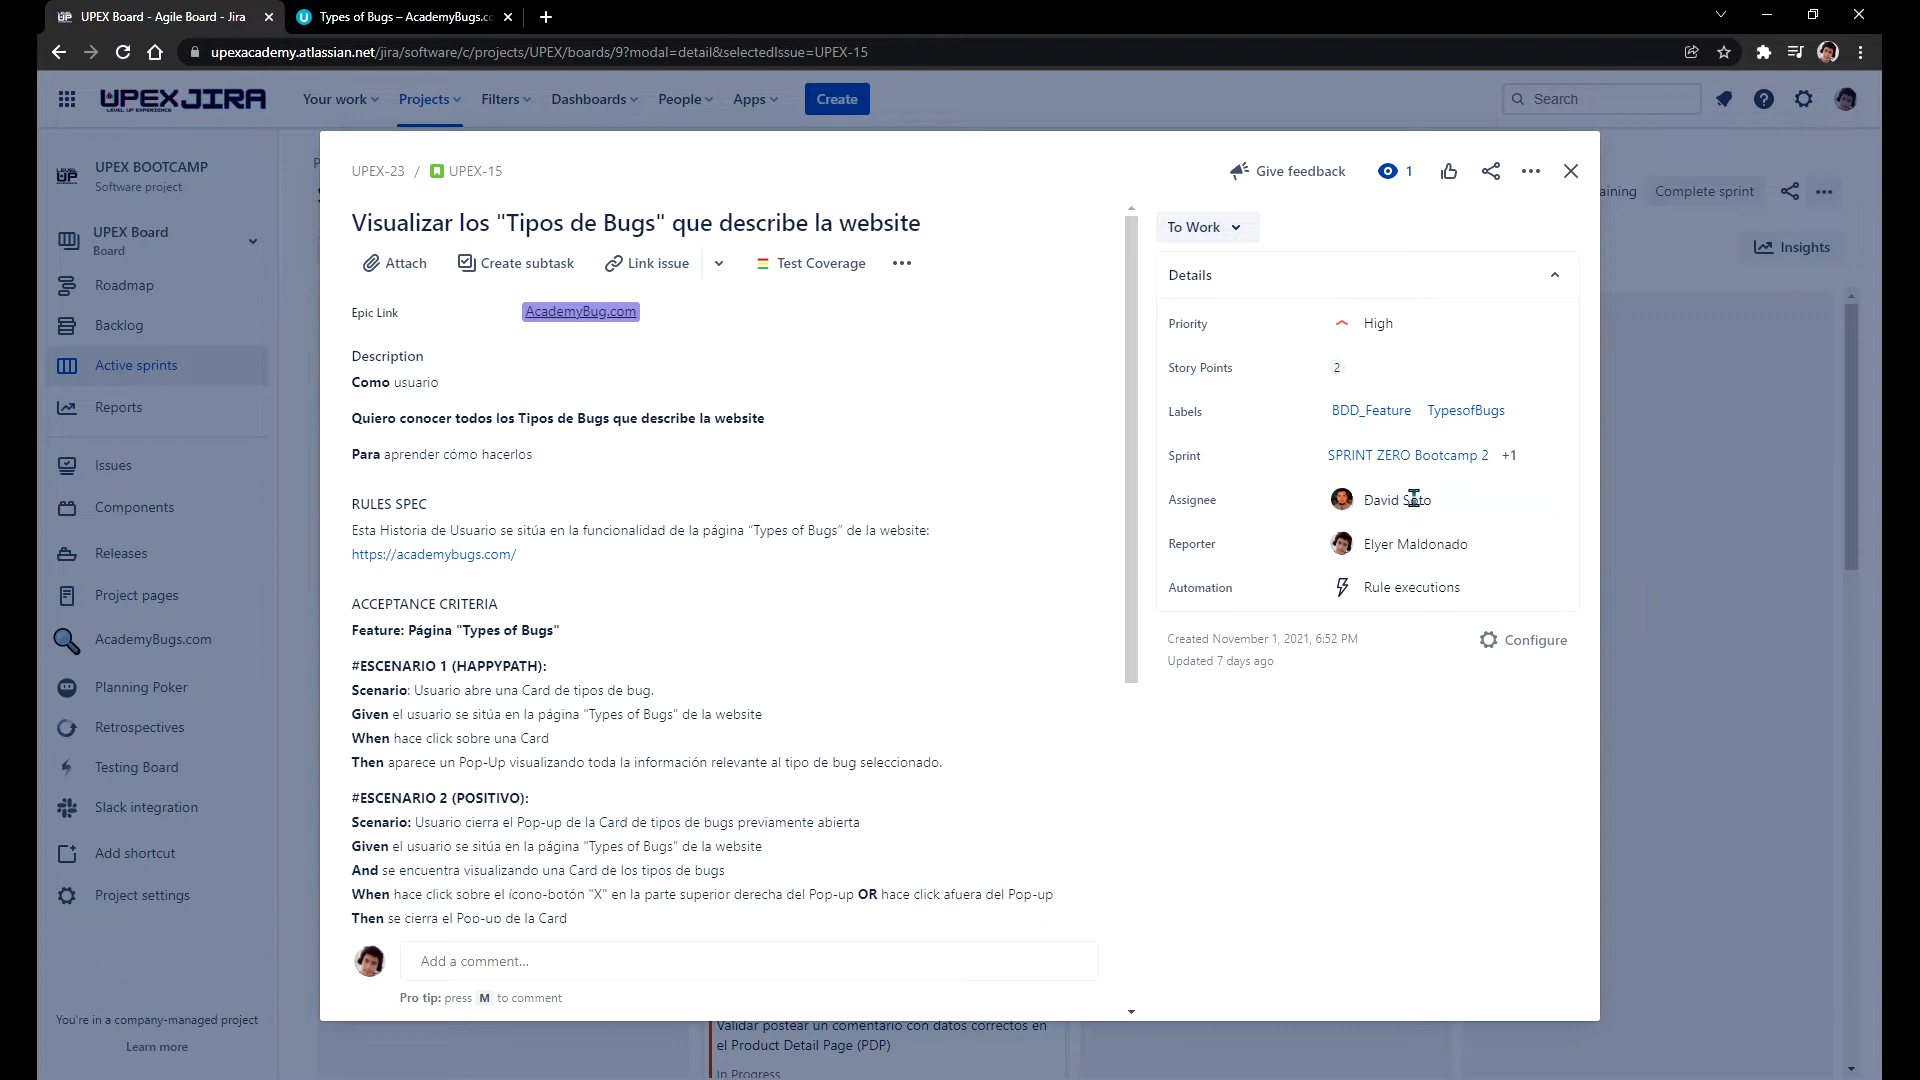 UPEX Board - Agile Board - Jira
Types of Bugs – AcademyBugs.co
upexacademy.atlassian.net/jira/software/c/projects/UPEX/boards/9?modal=detail&selectedIssue=UPEX-15
UPEXJIRA
LEVEL UP EXPERIENCE
Your work
Projects
Filters
Dashboards
People
Apps
Create
Search
UPEX BOOTCAMP
Software project
UPEX Board
Board
Roadmap
Backlog
Active sprints
Reports
Issues
Components
Releases
Project pages
AcademyBugs.com
Planning Poker
Retrospectives
Testing Board
Slack integration
Add shortcut
Project settings
You're in a company-managed project
Learn more
P
aining
Complete sprint
Insights
UPEX-23 / UPEX-15
Give feedback
1
Visualizar los "Tipos de Bugs" que describe la website
Attach
Create subtask
Link issue
Test Coverage
Epic Link
AcademyBug.com
Description
Como usuario
Quiero conocer todos los Tipos de Bugs que describe la website
Para aprender cómo hacerlos
RULES SPEC
Esta Historia de Usuario se sitúa en la funcionalidad de la página "Types of Bugs" de la website:
https://academybugs.com/
ACCEPTANCE CRITERIA
Feature: Página "Types of Bugs"
#ESCENARIO 1 (HAPPYPATH):
Scenario: Usuario abre una Card de tipos de bug.
Given el usuario se sitúa en la página "Types of Bugs" de la website
When hace click sobre una Card
Then aparece un Pop-Up visualizando toda la información relevante al tipo de bug seleccionado.
#ESCENARIO 2 (POSITIVO):
Scenario: Usuario cierra el Pop-up de la Card de tipos de bugs previamente abierta
Given el usuario se sitúa en la página "Types of Bugs" de la website
And se encuentra visualizando una Card de los tipos de bugs
When hace click sobre el ícono-botón "X" en la parte superior derecha del Pop-up OR hace click afuera del Pop-up
Then se cierra el Pop-up de la Card
Add a comment...
Pro tip: press M to comment
To Work
Details
Priority
High
Story Points
2
Labels
BDD_Feature TypesofBugs
Sprint
SPRINT ZERO Bootcamp 2 +1
Assignee
David Soto
Reporter
Elyer Maldonado
Automation
Rule executions
Created November 1, 2021, 6:52 PM
Updated 7 days ago
Configure
Validar postear un comentario con datos correctos en
el Product Detail Page (PDP)
In Progress